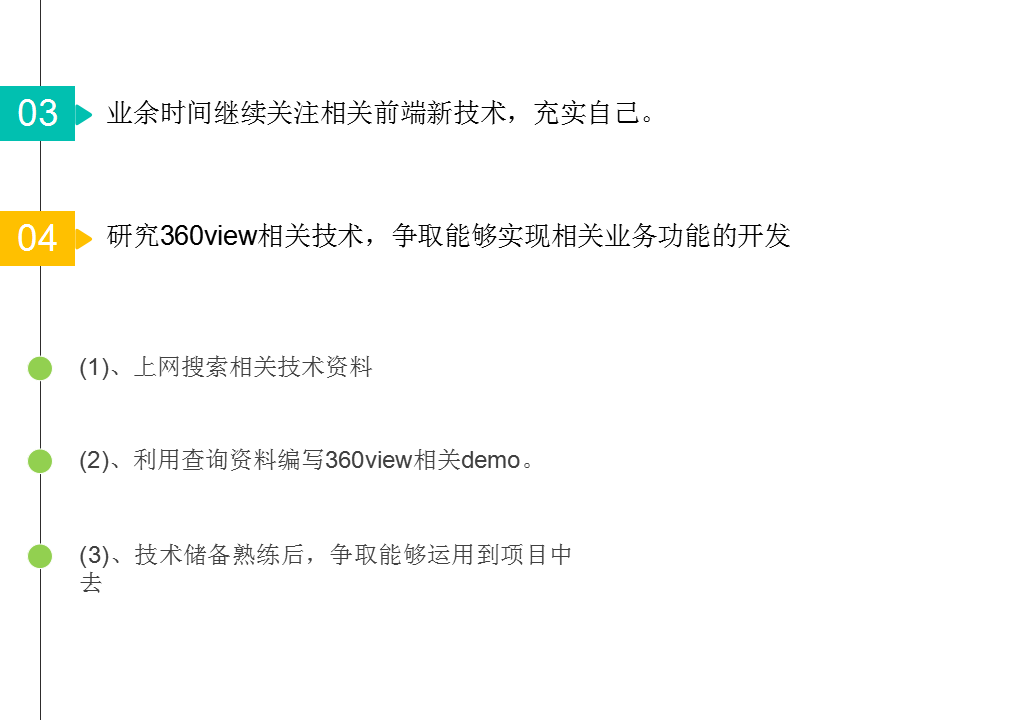 03 业余时间继续关注相关前端新技术，充实自己。
04 研究360view相关技术，争取能够实现相关业务功能的开发
(1)、上网搜索相关技术资料
(2)、利用查询资料编写360view相关demo。
(3)、技术储备熟练后，争取能够运用到项目中
去